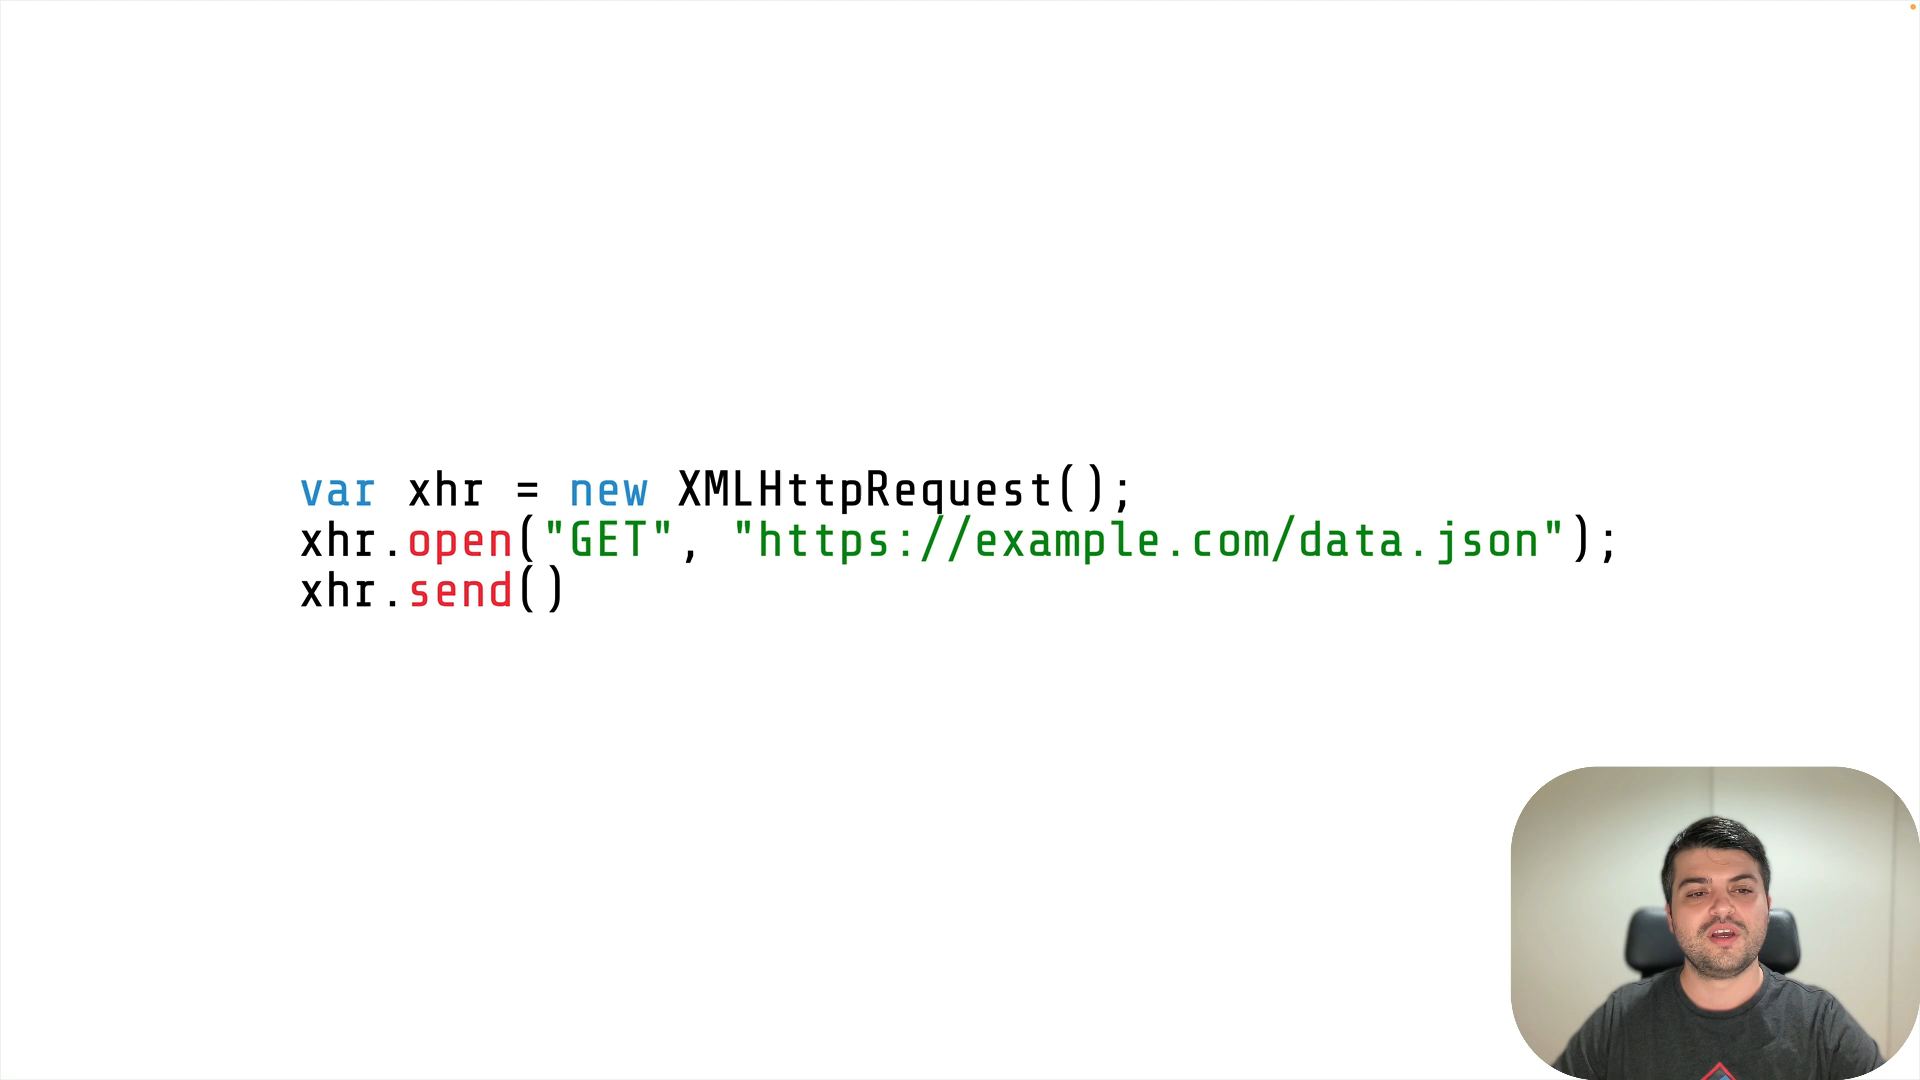 var xhr = new XMLHttpRequest();
xhr.open("GET", "https://example.com/data.json");
xhr.send()